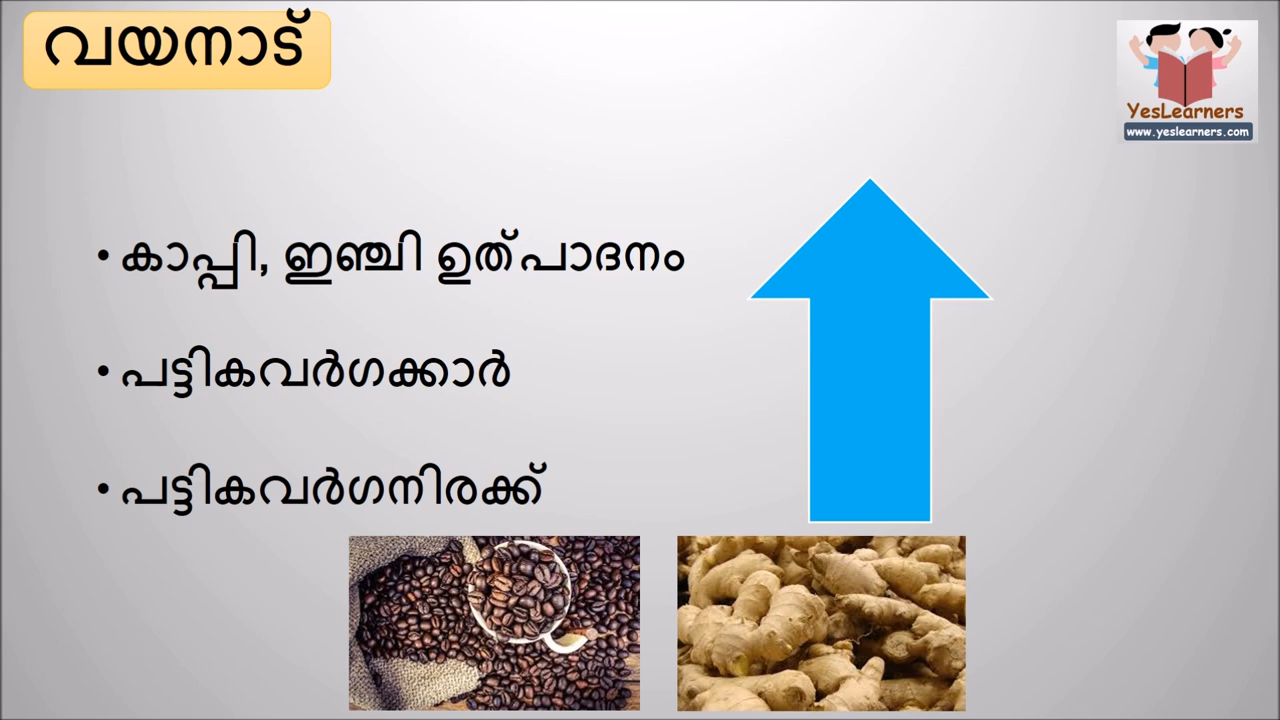 വയനാട്
YesLearners
www.yeslearners.com
• കാപ്പി, ഇഞ്ചി ഉത്പാദനം
• പട്ടികവർഗക്കാർ
• പട്ടികവർഗനിരക്ക്